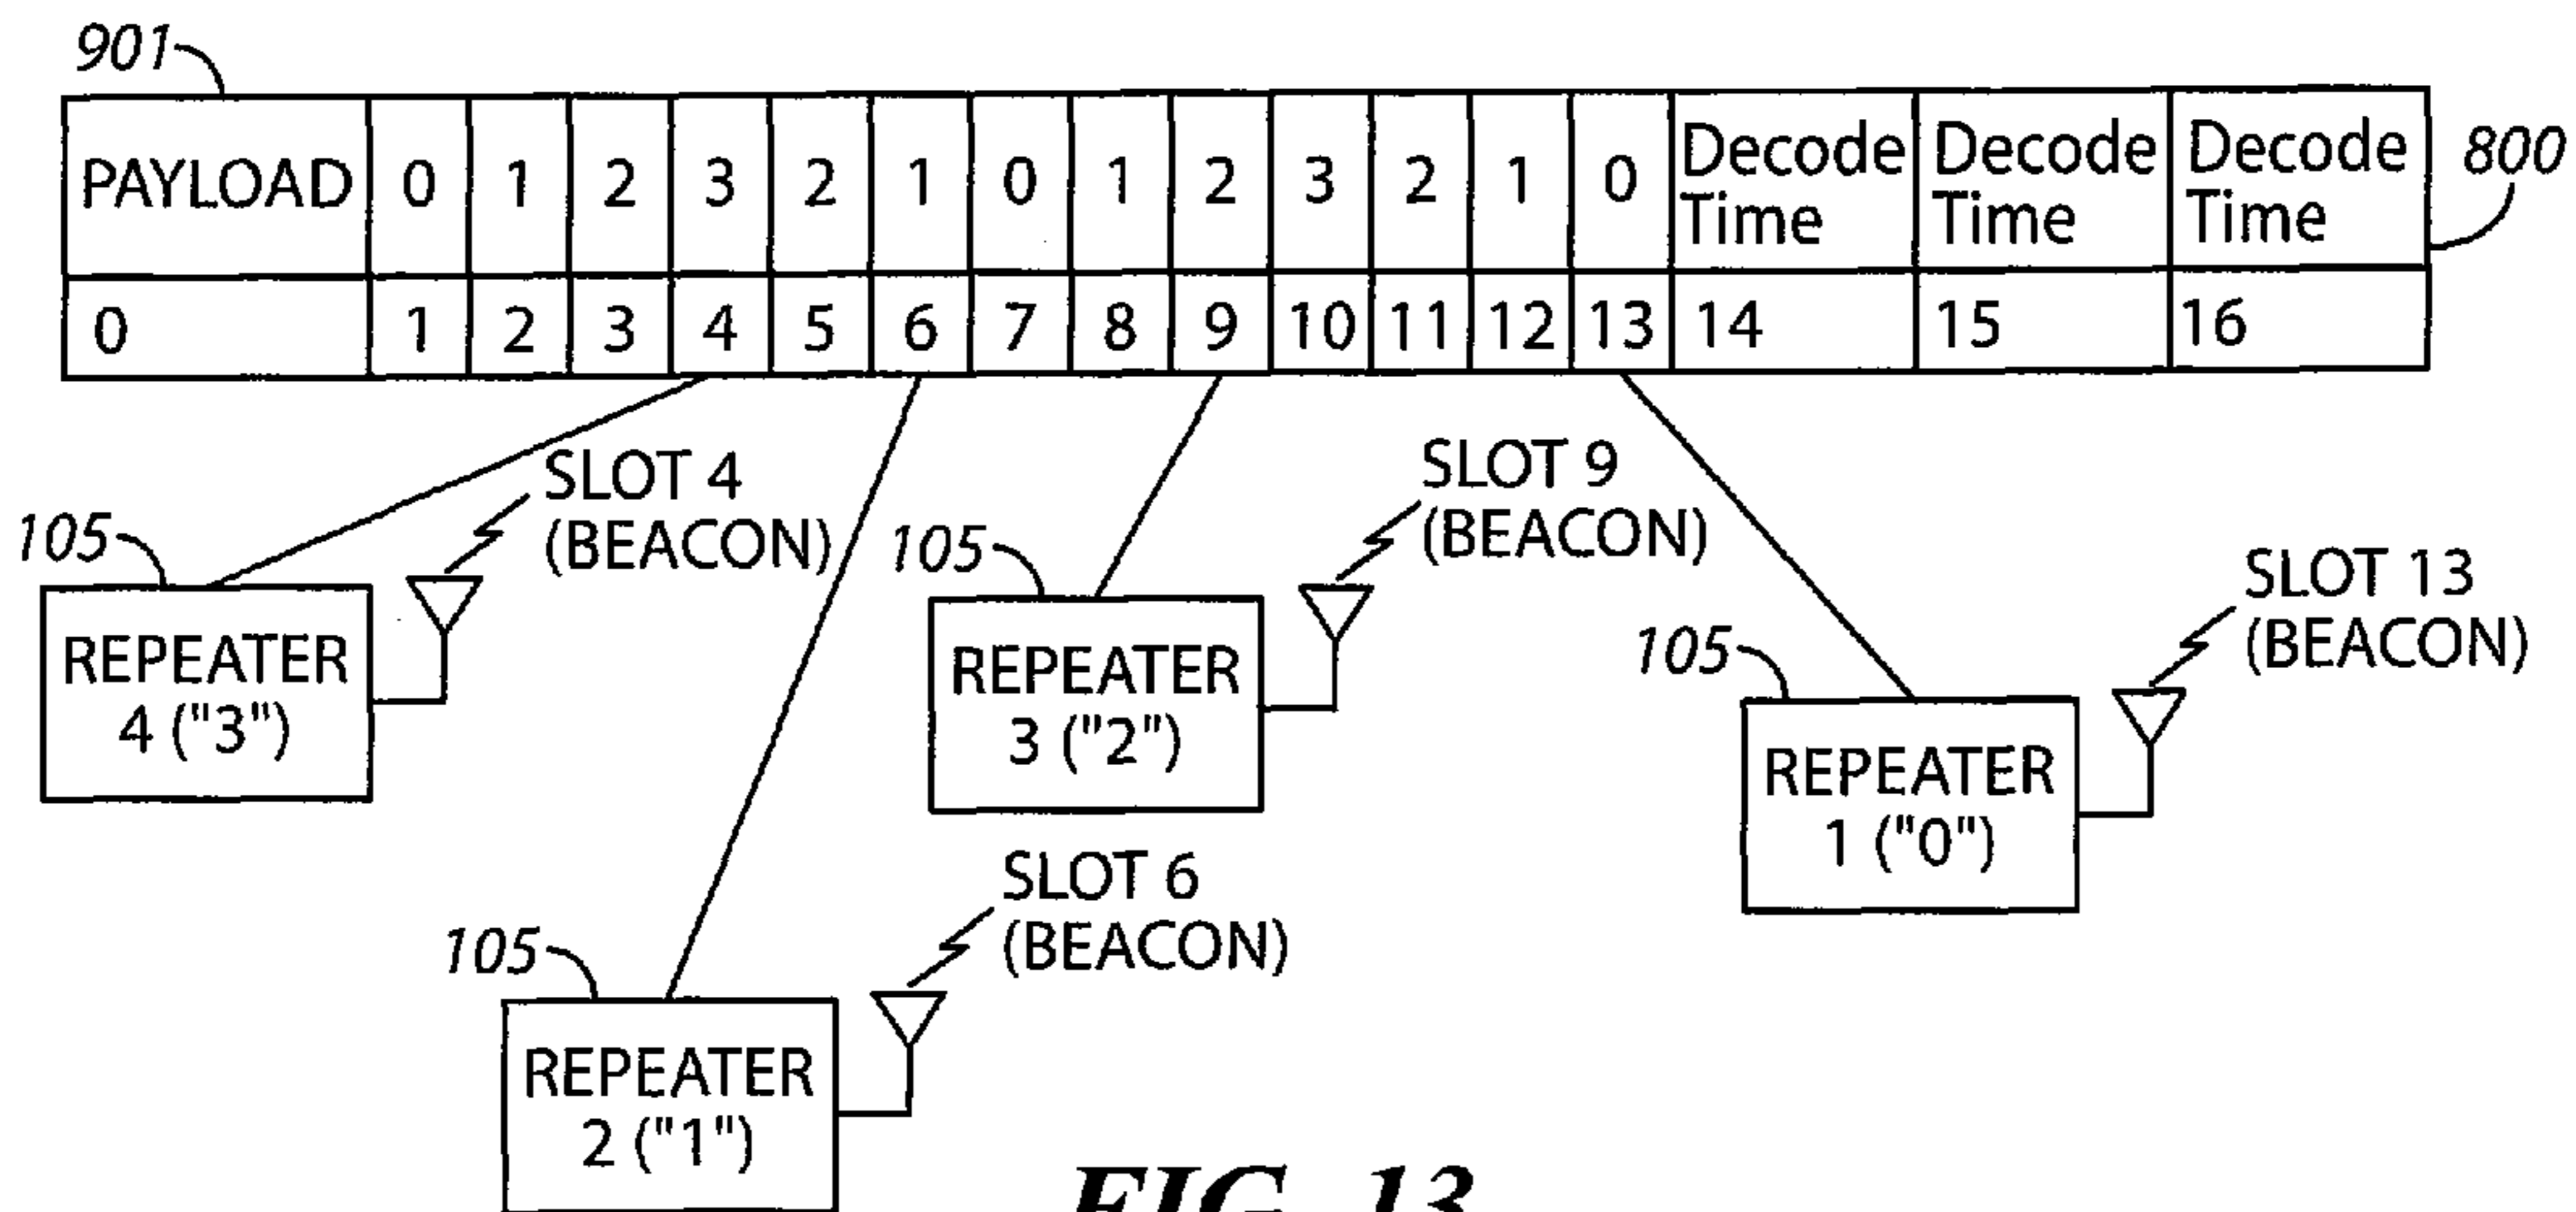 901
PAYLOAD 0 1 2 3 2 1 0 1 2 3 2 1 0 Decode Time Decode Time Decode Time
800
0 1 2 3 4 5 6 7 8 9 10 11 12 13 14 15 16
SLOT 4
(BEACON)
105
REPEATER
4 ("3")
SLOT 9
(BEACON)
105
REPEATER
3 ("2")
SLOT 13
(BEACON)
105
REPEATER
1 ("0")
SLOT 6
(BEACON)
105
REPEATER
2 ("1")
FIG. 13